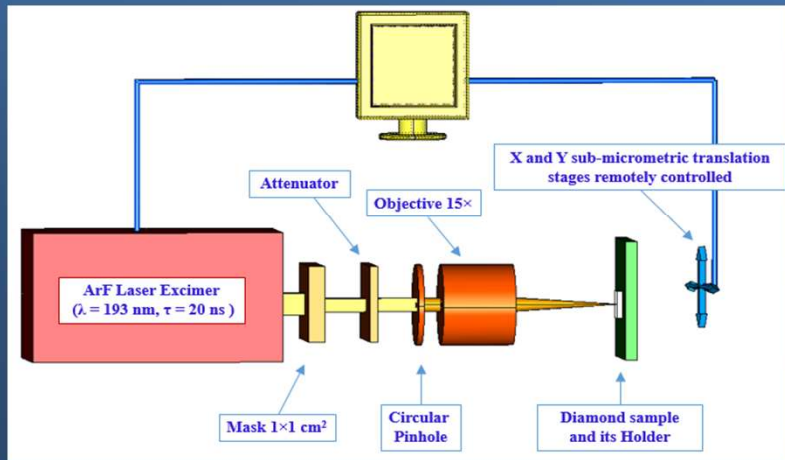 X and Y sub-micrometric translation
stages remotely controlled
Attenuator
Objective 15×
ArF Laser Excimer
(λ = 193 nm, τ = 20 ns )
Mask 1×1 cm²
Circular
Pinhole
Diamond sample
and its Holder